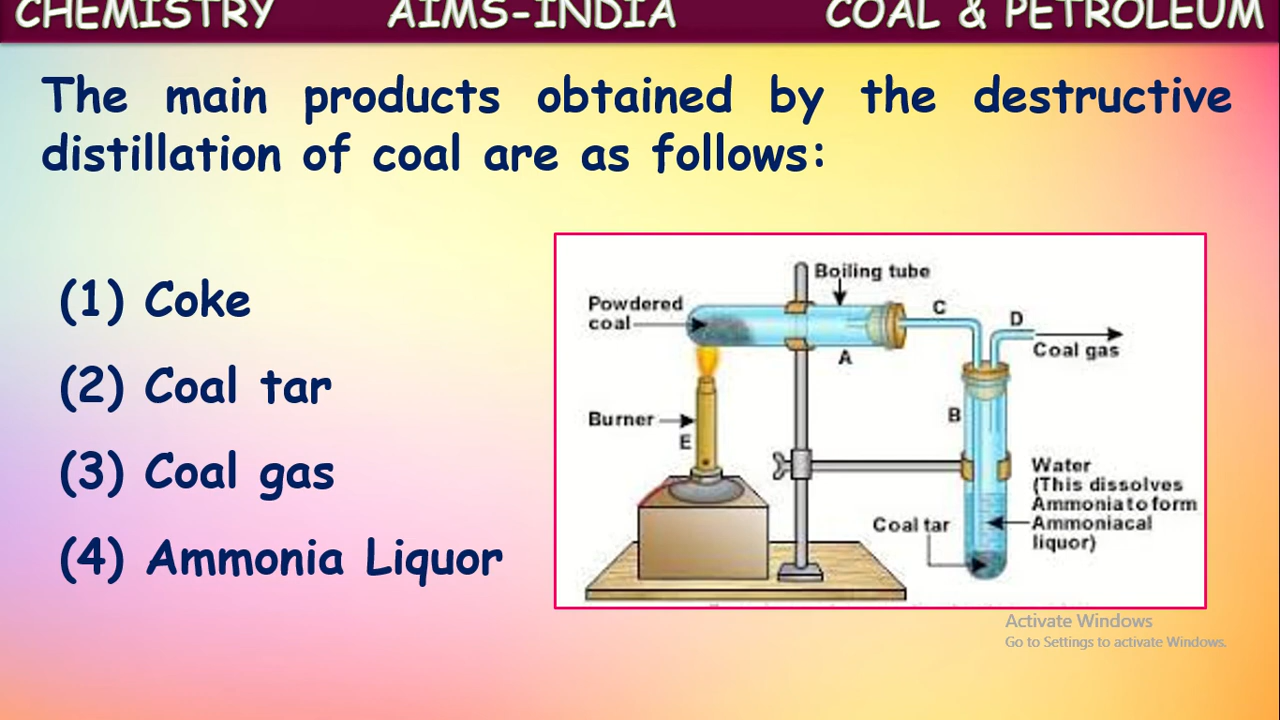 CHEMISTRY AIMS-INDIA COAL & PETROLEUM
The main products obtained by the destructive
distillation of coal are as follows:
(1) Coke
(2) Coal tar
(3) Coal gas
(4) Ammonia Liquor
Boiling tube
Powdered
coal
C
D
Coal gas
A
Burner
E
B
Water
(This dissolves
Ammonia to form
Ammoniacal
liquor)
Coal tar
Activate Windows
Go to Settings to activate Windows.